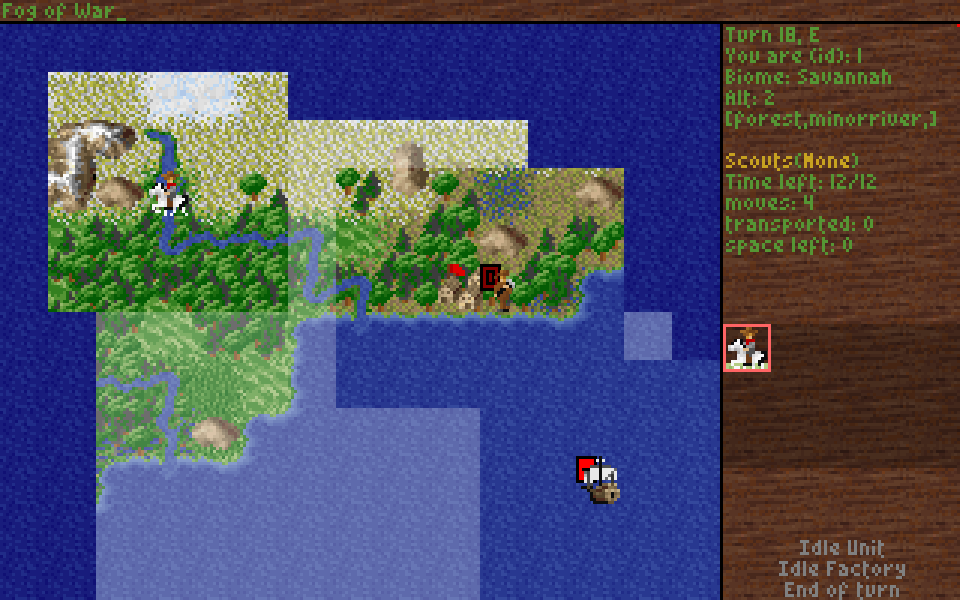 Fog of War_
Turn 18, E
You are (id): 1
Biome: Savannah
Alt: 2
[forest,minorriver,]
Scouts(None)
Time left: 12/12
moves: 4
transported: 0
space left: 0
Idle Unit
Idle Factory
End of turn